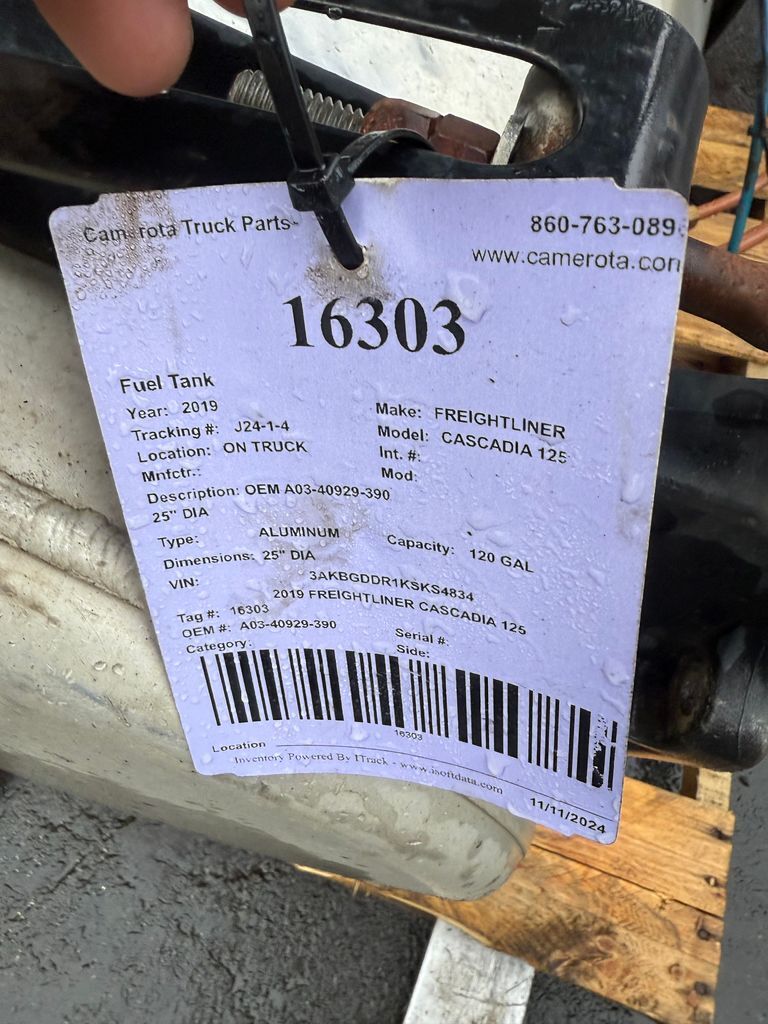 Camerota Truck Parts-
860-763-089
www.camerota.con
16303
Fuel Tank
Year: 2019
Make: FREIGHTLINER
Tracking #: J24-1-4
Model: CASCADIA 125
Location: ON TRUCK
Int. #:
Mnfctr.:
Mod:
Description: OEM A03-40929-390
25" DIA
Type: ALUMINUM
Capacity: 120 GAL
Dimensions: 25" DIA
VIN: 3AKBGDDR1KSKS4834
2019 FREIGHTLINER CASCADIA 125
Tag #: 16303
OEM #: A03-40929-390
Serial #:
Category:
Side:
16303
Location
Inventory Powered By ITrack - www.isoftdata.com
11/11/2024